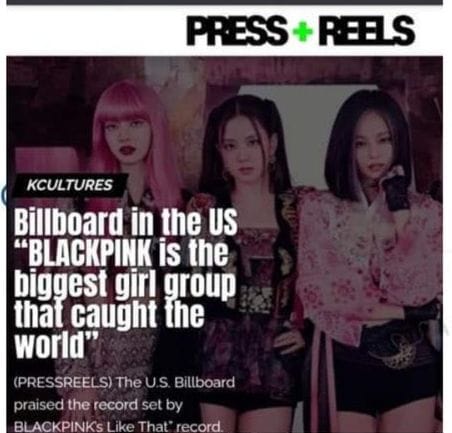 PRESS+REELS
KCULTURES
Billboard in the US
“BLACKPINK is the
biggest girl group
that caught the
world”
(PRESSREELS) The U.S. Billboard
praised the record set by
BLACKPINK's Like That” record.